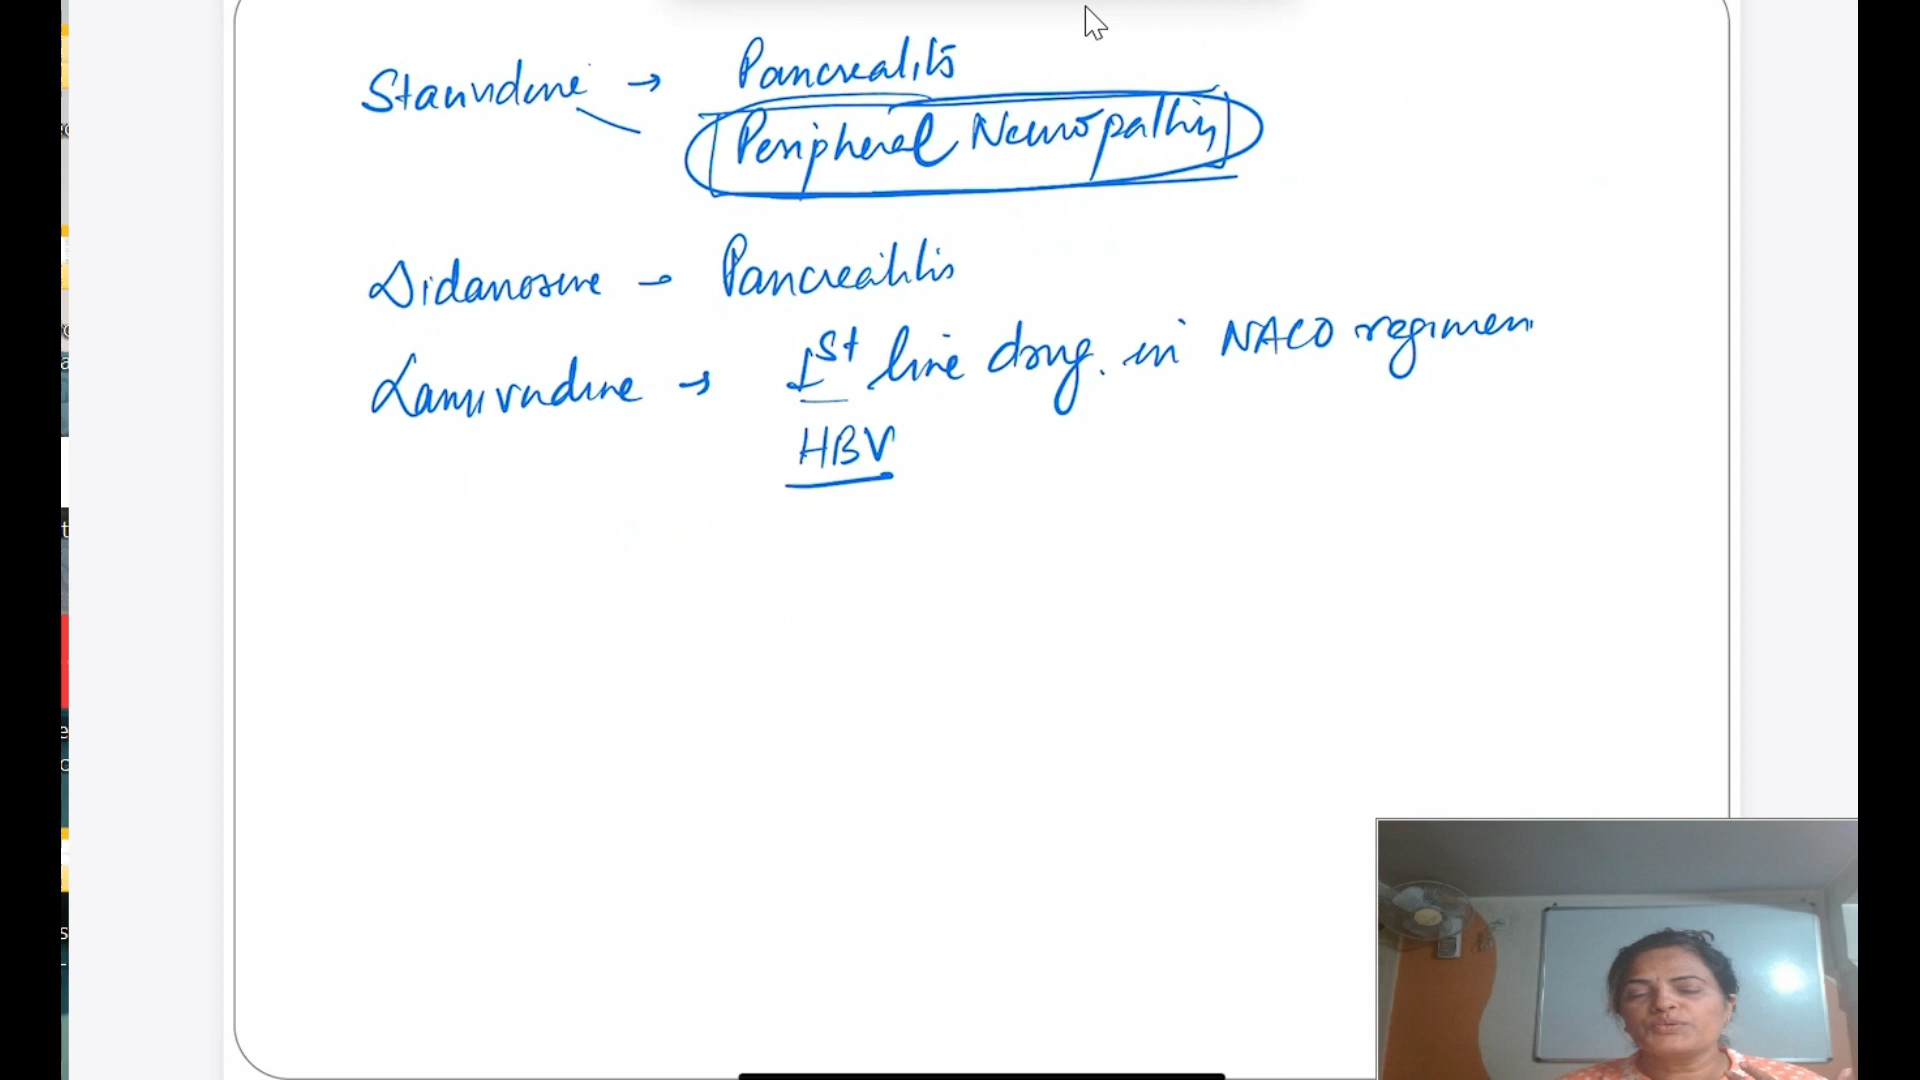 Stavudine → Pancreatitis
Peripheral Neuropathy
Didanosine → Pancreatitis
Lamivudine → 1st line drug. in NACO regimen
HBV